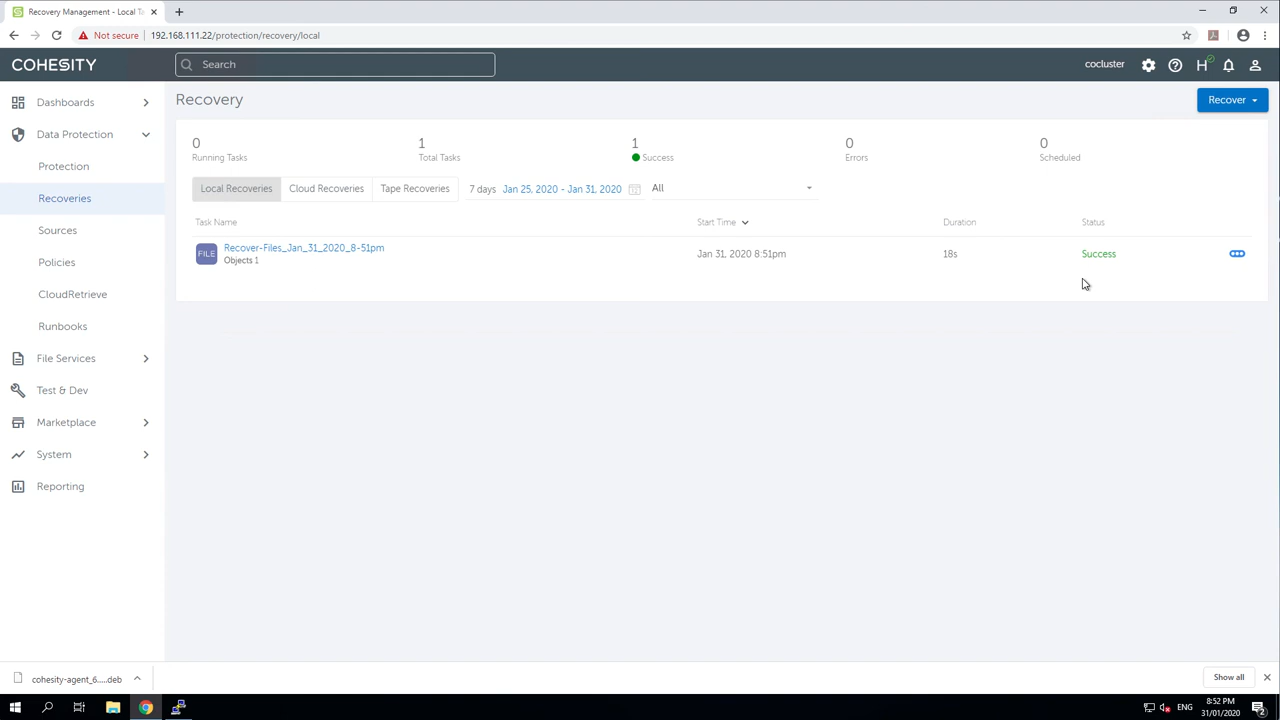 Recovery Management - Local Ta
Not secure
192.168.111.22/protection/recovery/local
COHESITY
Search
cocluster
H
Dashboards
Data Protection
Protection
Recoveries
Sources
Policies
CloudRetrieve
Runbooks
File Services
Test & Dev
Marketplace
System
Reporting
Recovery
Recover
0
Running Tasks
1
Total Tasks
1
Success
0
Errors
0
Scheduled
Local Recoveries
Cloud Recoveries
Tape Recoveries
7 days Jan 25, 2020 - Jan 31, 2020
All
Task Name
Start Time
Duration
Status
FILE
Recover-Files_Jan_31_2020_8-51pm
Objects 1
Jan 31, 2020 8:51pm
18s
Success
cohesity-agent_6.....deb
Show all
ENG
8:52 PM
31/01/2020
2